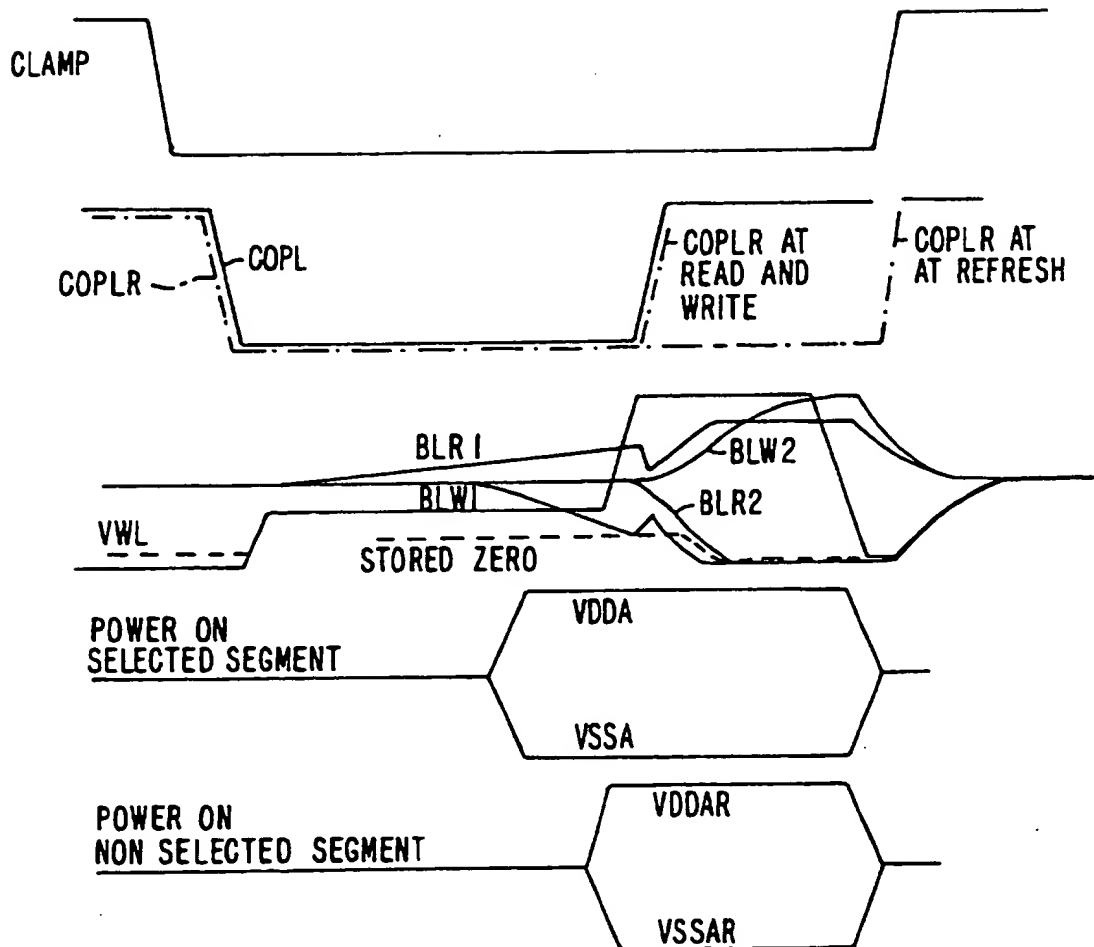 CLAMP
COPLR
COPL
COPLR AT
READ AND
WRITE
COPLR AT
AT REFRESH
BLR1
BLW1
BLW2
BLR2
VWL
STORED ZERO
POWER ON
SELECTED SEGMENT
VDDA
VSSA
POWER ON
NON SELECTED SEGMENT
VDDAR
VSSAR